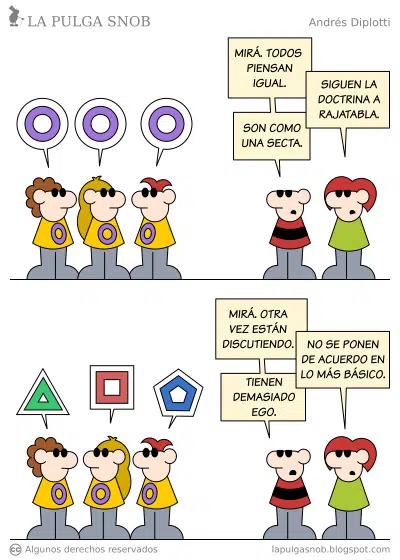 LA PULGA SNOB
Andrés Diplotti
MIRÁ. TODOS
PIENSAN
IGUAL.
SON COMO
UNA SECTA.
SIGUEN LA
DOCTRINA A
RAJATABLA.
MIRÁ. OTRA
VEZ ESTÁN
DISCUTIENDO.
TIENEN
DEMASIADO
EGO.
NO SE PONEN
DE ACUERDO EN
LO MÁS BÁSICO.
cc Algunos derechos reservados
lapulgasnob.blogspot.com